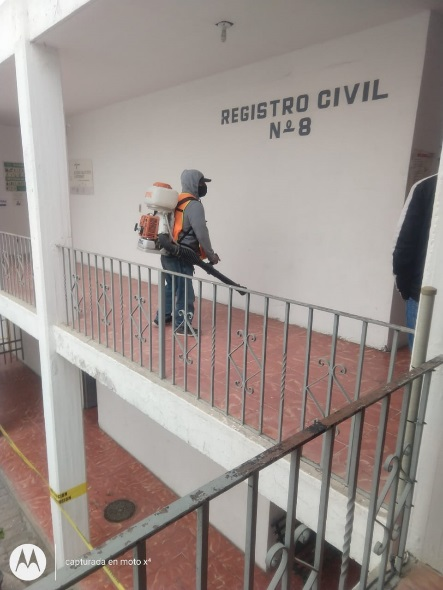 REGISTRO CIVIL
Nº 8
capturada en moto x⁴